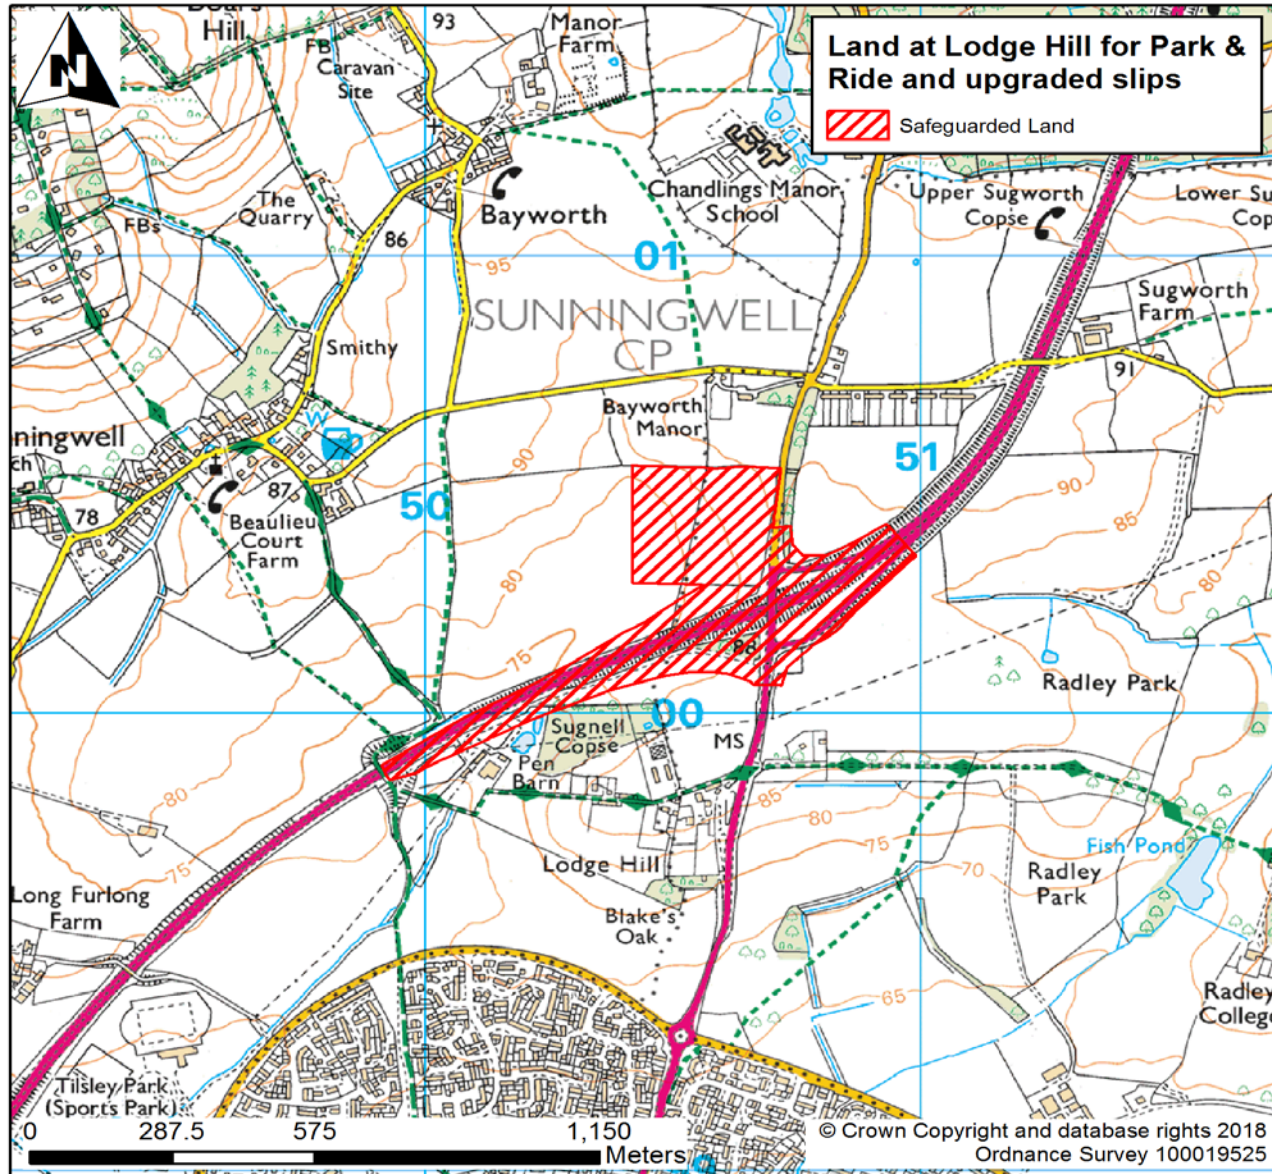 Land at Lodge Hill for Park &
Ride and upgraded slips
Safeguarded Land
N
Hill
93
Manor
Farm
FB
Caravan
Site
The
Quarry
FBs
86
Bayworth
Chandlings Manor
School
Upper Sugworth
Copse
Lower Su
Cop
95
01
SUNNINGWELL
CP
Sugworth
Farm
Smithy
91
Bayworth
Manor
W
ningwell
ch
90
51
87
50
90
78
85
Beaulieu
Court
Farm
80
80
88
75
Radley Park
00
Sugnell
Copse
MS
Pen
Barn
80
85
80
75
75
70
Fish Pond
Lodge Hill
Radley
Park
Long Furlong
Farm
Blake's
Oak
65
Radley
College
Tilsley Park
(Sports Park)
0 287.5 575 1,150
Meters
© Crown Copyright and database rights 2018
Ordnance Survey 100019525